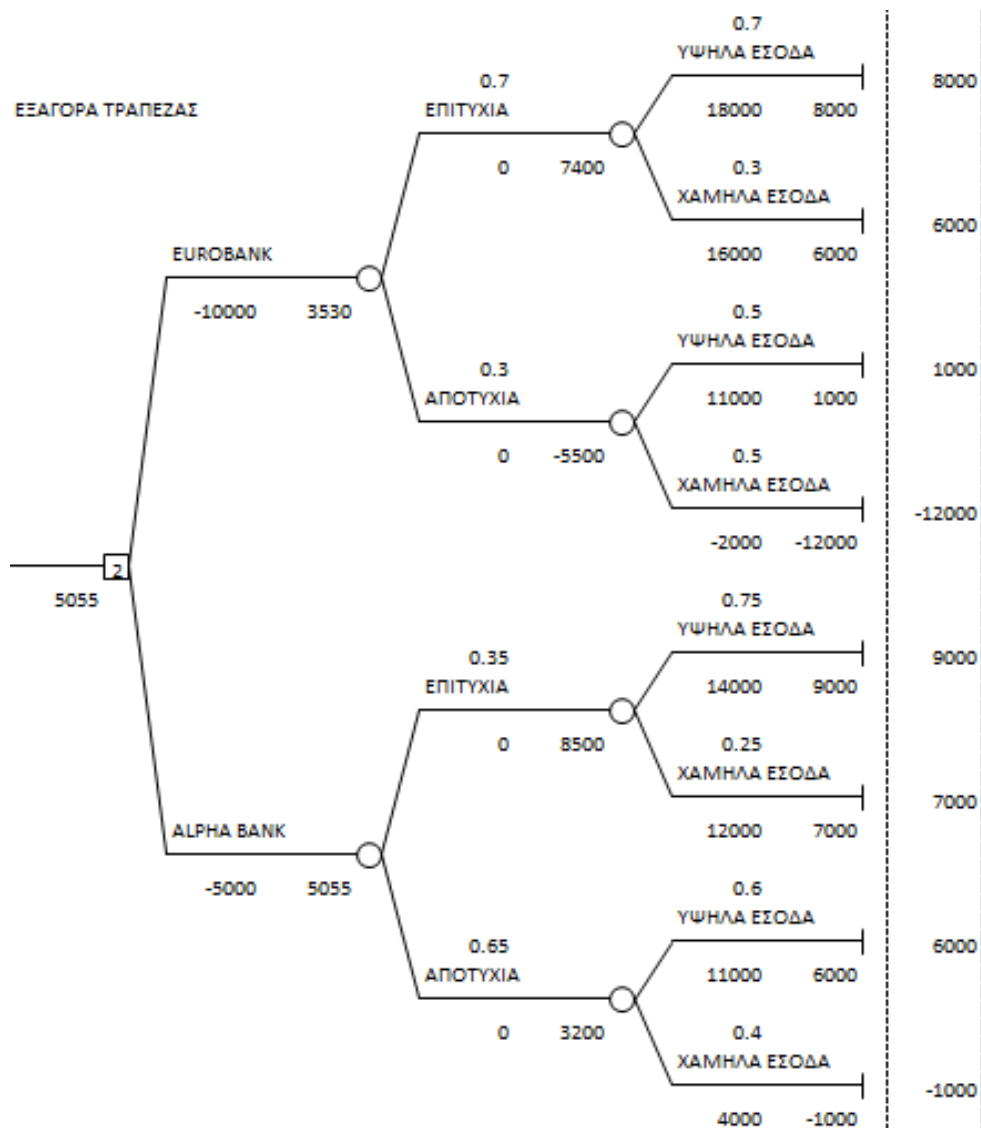 0.7
ΥΨΗΛΑ ΕΣΟΔΑ
8000
0.7
ΕΞΑΓΟΡΑ ΤΡΑΠΕΖΑΣ
ΕΠΙΤΥΧΙΑ
18000 8000
0 7400
0.3
ΧΑΜΗΛΑ ΕΣΟΔΑ
6000
EUROBANK
16000 6000
-10000 3530
0.5
ΥΨΗΛΑ ΕΣΟΔΑ
1000
0.3
ΑΠΟΤΥΧΙΑ
11000 1000
0 -5500
0.5
ΧΑΜΗΛΑ ΕΣΟΔΑ
-12000
-2000 -12000
2
5055
0.75
ΥΨΗΛΑ ΕΣΟΔΑ
9000
0.35
ΕΠΙΤΥΧΙΑ
14000 9000
0 8500
0.25
ΧΑΜΗΛΑ ΕΣΟΔΑ
7000
ALPHA BANK
12000 7000
-5000 5055
0.6
ΥΨΗΛΑ ΕΣΟΔΑ
6000
0.65
ΑΠΟΤΥΧΙΑ
11000 6000
0 3200
0.4
ΧΑΜΗΛΑ ΕΣΟΔΑ
-1000
4000 -1000